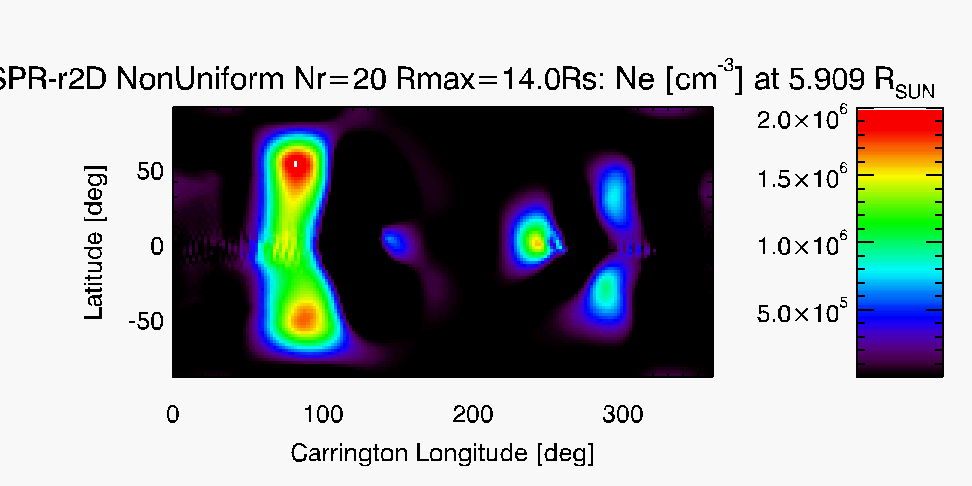 SPR-r2D NonUniform Nr=20 Rmax=14.0Rs: Ne [cm-3] at 5.909 RSUN
2.0×10^6
1.5×10^6
1.0×10^6
5.0×10^5
50
0
-50
Latitude [deg]
0 100 200 300
Carrington Longitude [deg]